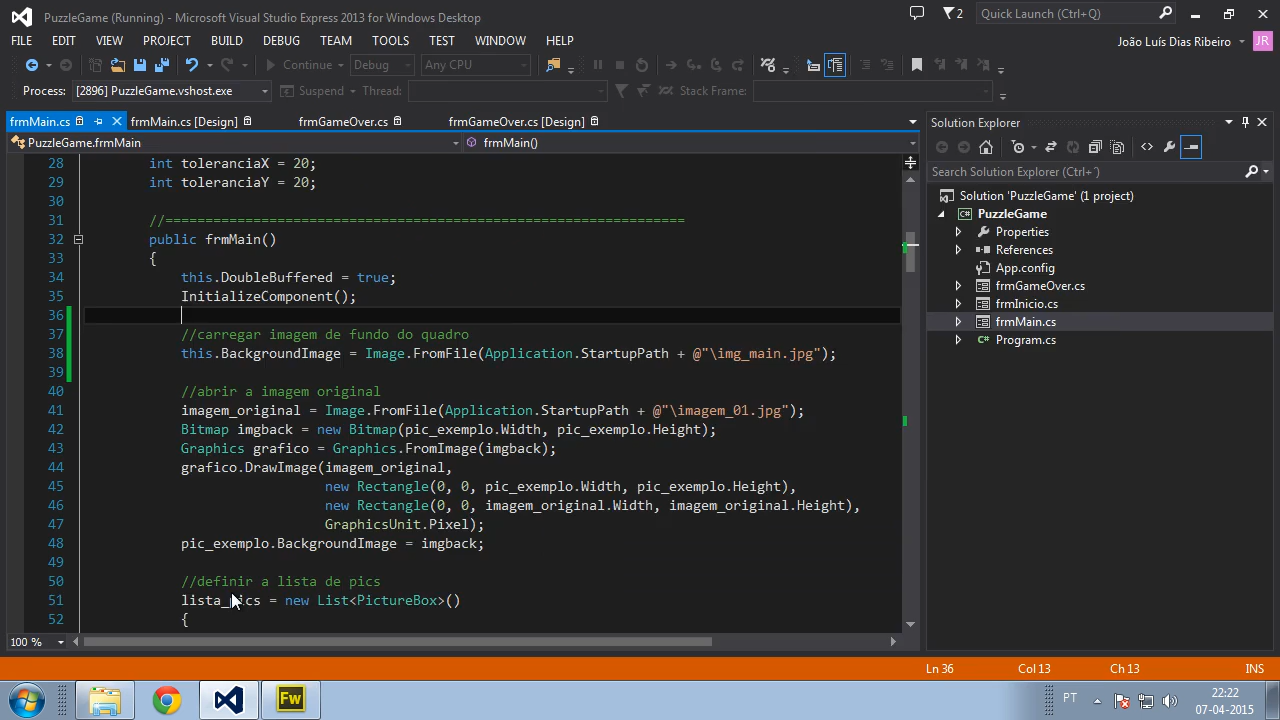 PuzzleGame (Running) - Microsoft Visual Studio Express 2013 for Windows Desktop
2
Quick Launch (Ctrl+Q)
FILE EDIT VIEW PROJECT BUILD DEBUG TEAM TOOLS TEST WINDOW HELP
João Luís Dias Ribeiro
JR
Continue Debug Any CPU
Process: [2896] PuzzleGame.vshost.exe Suspend Thread: Stack Frame:
frmMain.cs frmMain.cs [Design] frmGameOver.cs frmGameOver.cs [Design]
PuzzleGame.frmMain frmMain()
28 int toleranciaX = 20;
29 int toleranciaY = 20;
30
31 //=================================================================
32 public frmMain()
33 {
34 this.DoubleBuffered = true;
35 InitializeComponent();
36
37 //carregar imagem de fundo do quadro
38 this.BackgroundImage = Image.FromFile(Application.StartupPath + @"\img_main.jpg");
39
40 //abrir a imagem original
41 imagem_original = Image.FromFile(Application.StartupPath + @"\imagem_01.jpg");
42 Bitmap imgback = new Bitmap(pic_exemplo.Width, pic_exemplo.Height);
43 Graphics grafico = Graphics.FromImage(imgback);
44 grafico.DrawImage(imagem_original,
45 new Rectangle(0, 0, pic_exemplo.Width, pic_exemplo.Height),
46 new Rectangle(0, 0, imagem_original.Width, imagem_original.Height),
47 GraphicsUnit.Pixel);
48 pic_exemplo.BackgroundImage = imgback;
49
50 //definir a lista de pics
51 lista_pics = new List<PictureBox>()
52 {
100 %
Solution Explorer
Search Solution Explorer (Ctrl+´)
Solution 'PuzzleGame' (1 project)
PuzzleGame
Properties
References
App.config
frmGameOver.cs
frmInicio.cs
frmMain.cs
Program.cs
Ln 36 Col 13 Ch 13 INS
Fw
PT
22:22
07-04-2015